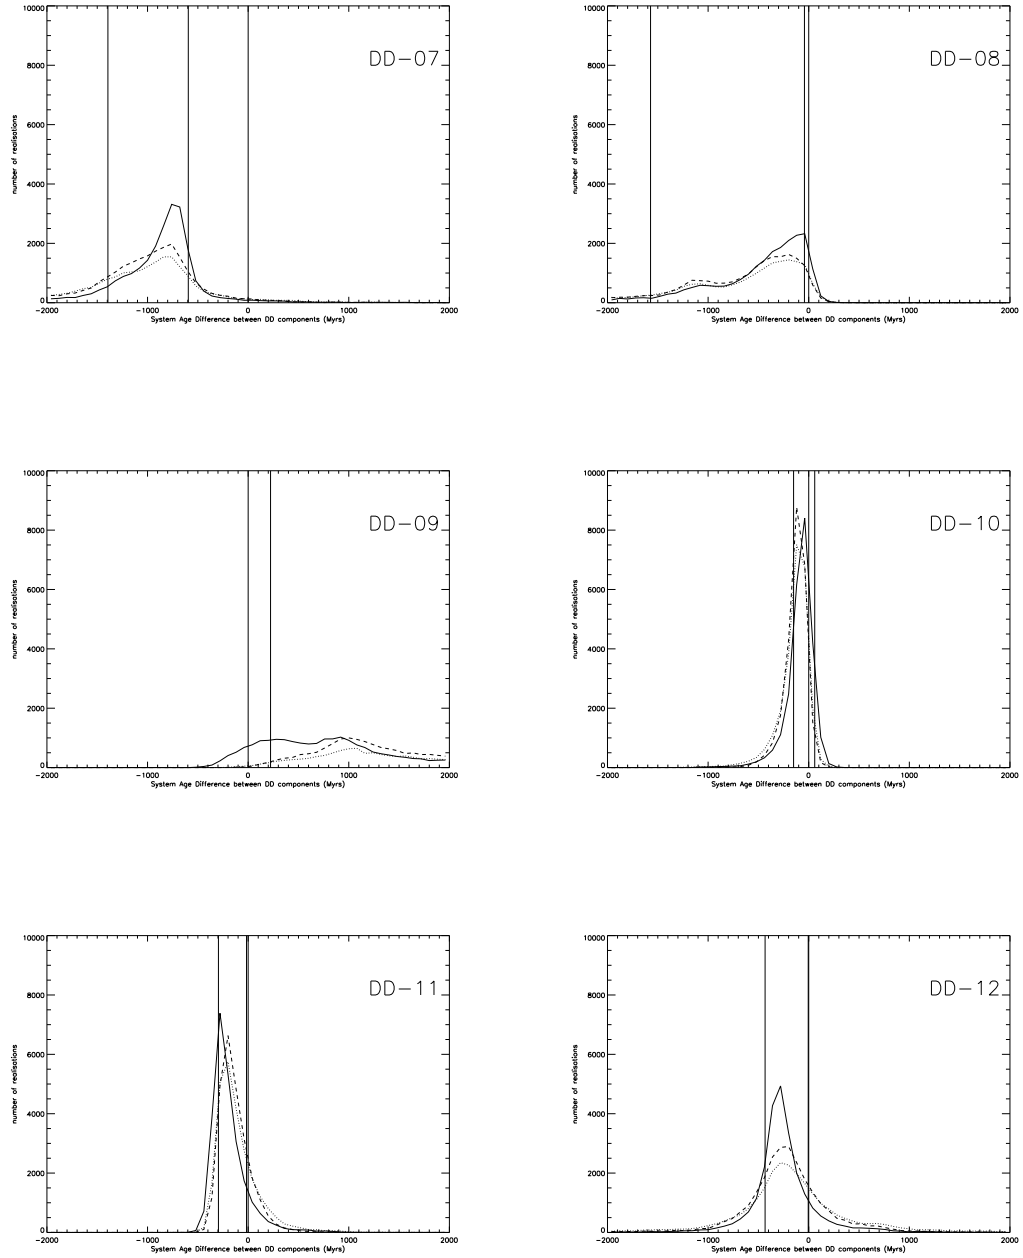 10000 10000
8000 DD-07 8000 DD-08
6000 6000
number of realisations number of realisations
4000 4000
2000 2000
0 0
-2000 -1000 0 1000 2000 -2000 -1000 0 1000 2000
System Age Difference between DD components (Myrs) System Age Difference between DD components (Myrs)
10000 10000
8000 DD-09 8000 DD-10
6000 6000
number of realisations number of realisations
4000 4000
2000 2000
0 0
-2000 -1000 0 1000 2000 -2000 -1000 0 1000 2000
System Age Difference between DD components (Myrs) System Age Difference between DD components (Myrs)
10000 10000
8000 DD-11 8000 DD-12
6000 6000
number of realisations number of realisations
4000 4000
2000 2000
0 0
-2000 -1000 0 1000 2000 -2000 -1000 0 1000 2000
System Age Difference between DD components (Myrs) System Age Difference between DD components (Myrs)